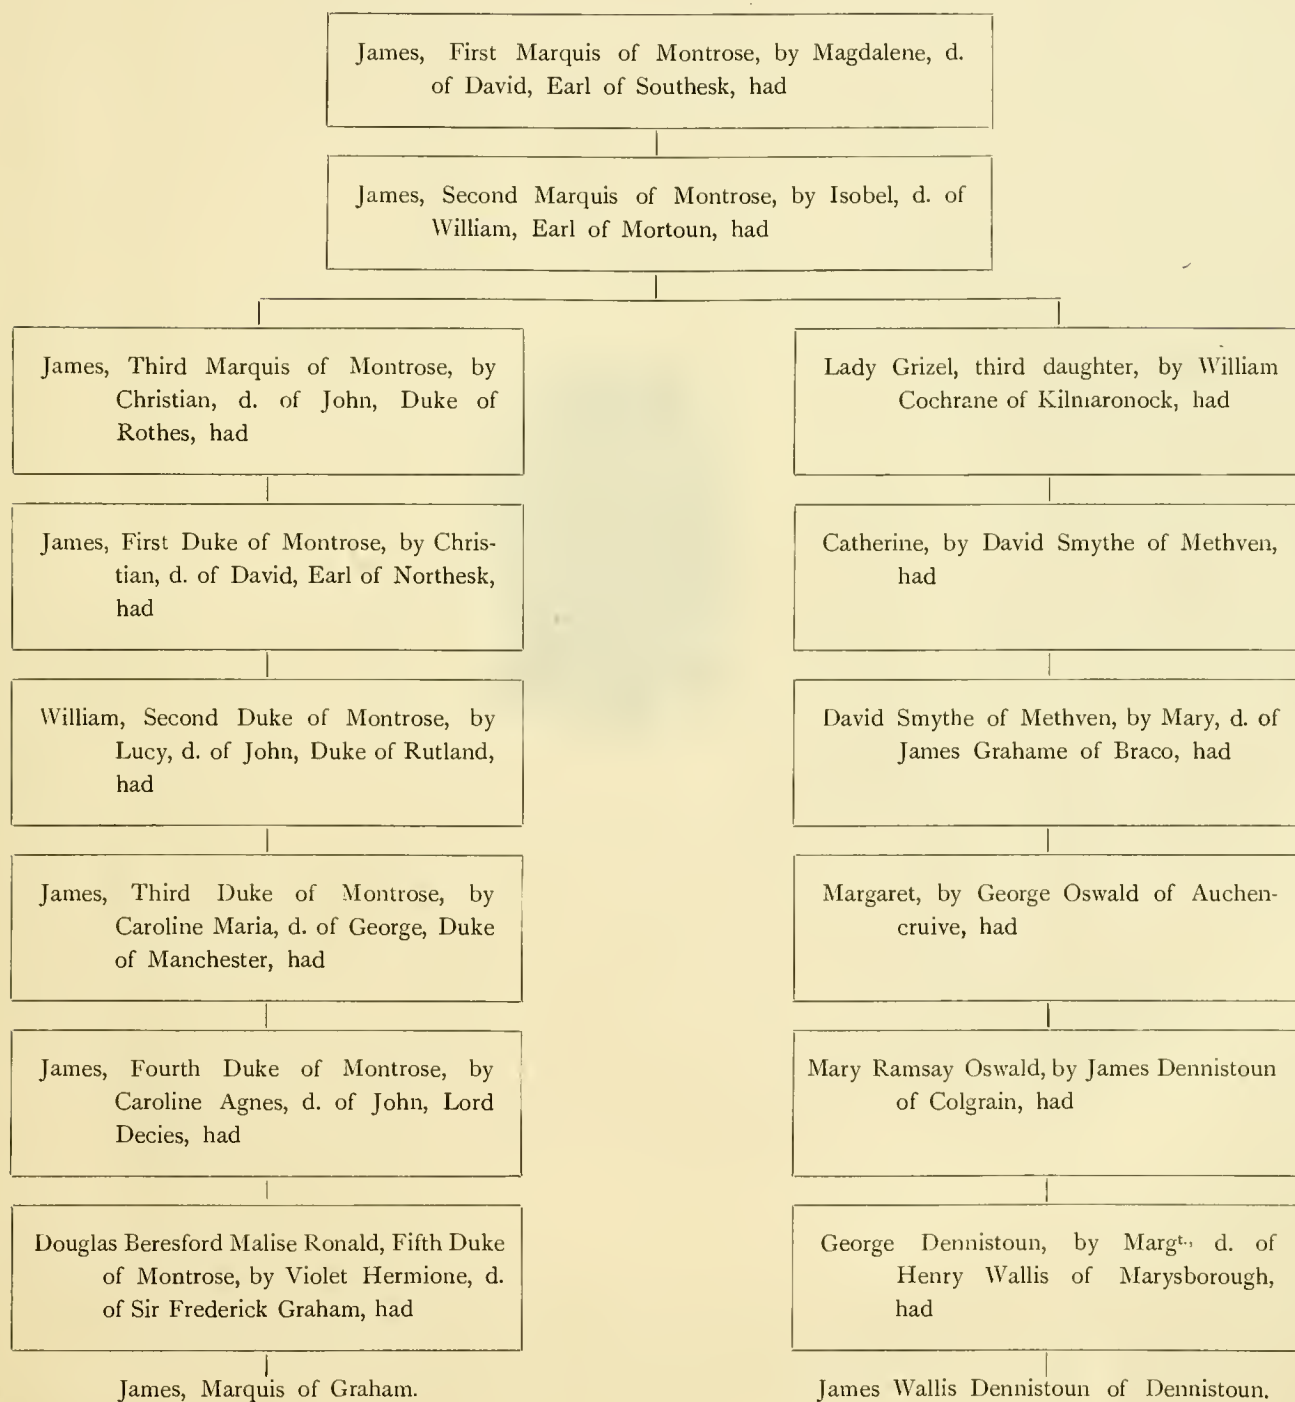 James, First Marquis of Montrose, by Magdalene, d.
of David, Earl of Southesk, had
James, Second Marquis of Montrose, by Isobel, d. of
William, Earl of Mortoun, had
James, Third Marquis of Montrose, by
Christian, d. of John, Duke of
Rothes, had
James, First Duke of Montrose, by Chris-
tian, d. of David, Earl of Northesk,
had
William, Second Duke of Montrose, by
Lucy, d. of John, Duke of Rutland,
had
James, Third Duke of Montrose, by
Caroline Maria, d. of George, Duke
of Manchester, had
James, Fourth Duke of Montrose, by
Caroline Agnes, d. of John, Lord
Decies, had
Douglas Beresford Malise Ronald, Fifth Duke
of Montrose, by Violet Hermione, d.
of Sir Frederick Graham, had
James, Marquis of Graham.
Lady Grizel, third daughter, by William
Cochrane of Kilmaronock, had
Catherine, by David Smythe of Methven,
had
David Smythe of Methven, by Mary, d. of
James Grahame of Braco, had
Margaret, by George Oswald of Auchen-
cruive, had
Mary Ramsay Oswald, by James Dennistoun
of Colgrain, had
George Dennistoun, by Margt., d. of
Henry Wallis of Marysborough,
had
James Wallis Dennistoun of Dennistoun.